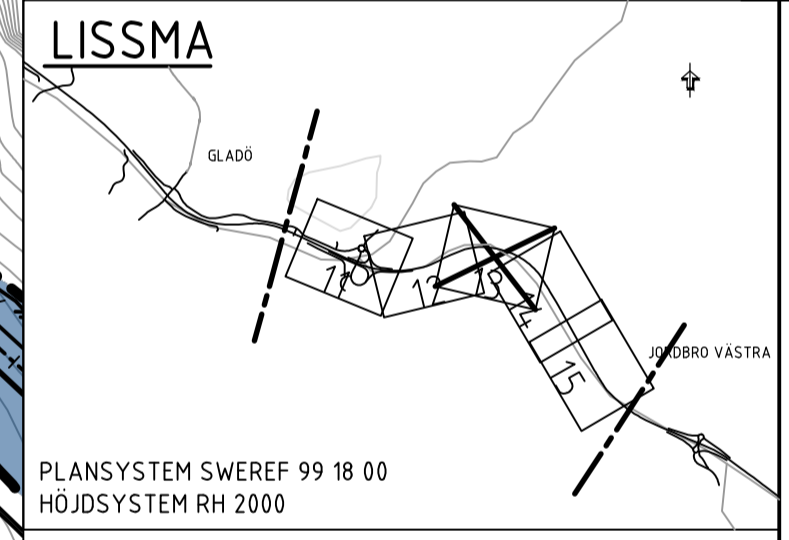 LISSMA
GLADÖ
12
13
14
15
JORDBRO VÄSTRA
PLANSYSTEM SWEREF 99 18 00
HÖJDSYSTEM RH 2000